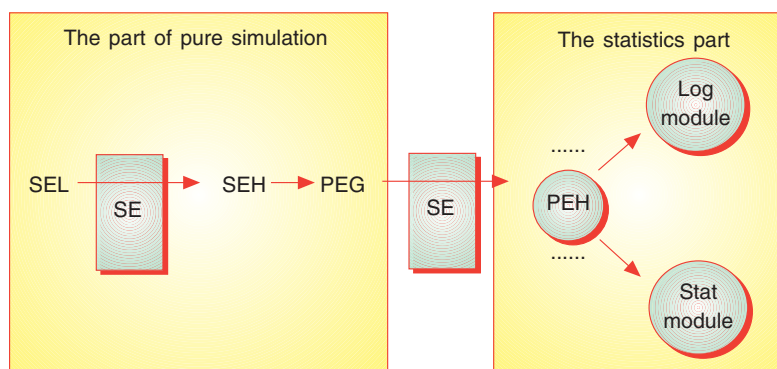 The part of pure simulation
SEL
SE
SEH
PEG
SE
The statistics part
Log
module
......
PEH
......
Stat
module